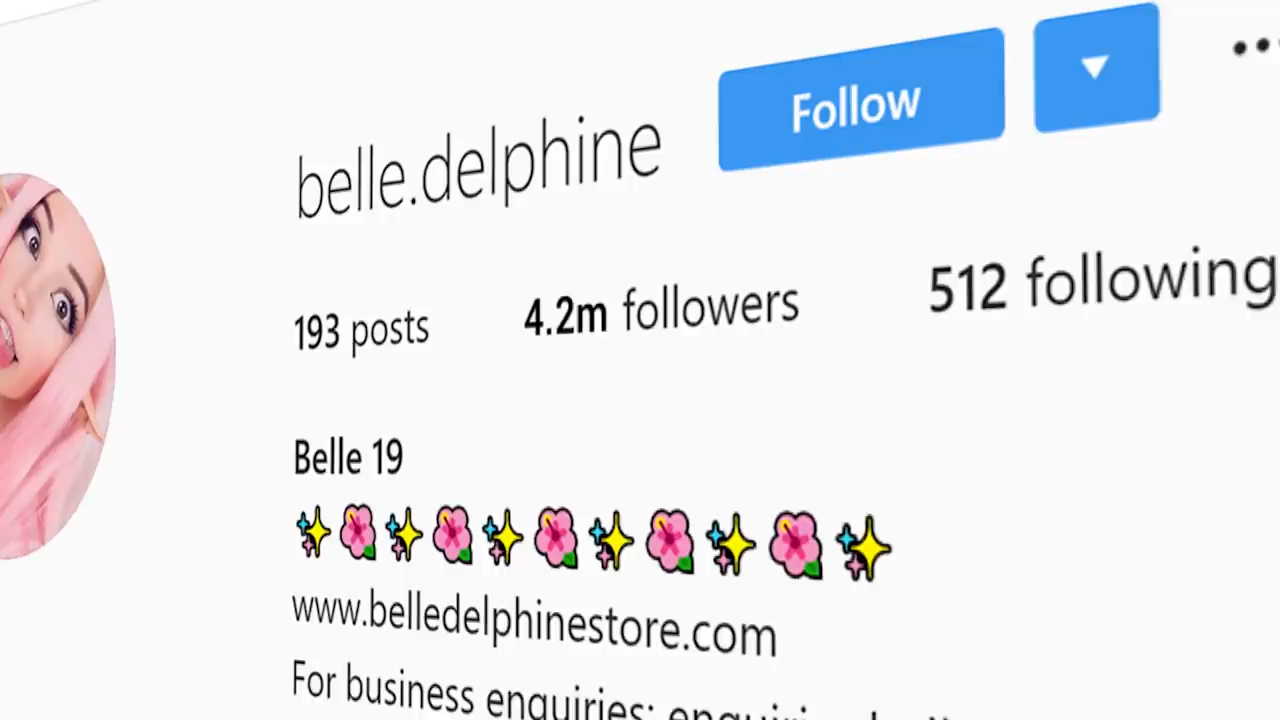 belle.delphine Follow
193 posts 4.2m followers 512 following
Belle 19
www.belledelphinestore.com
For business enquiries: